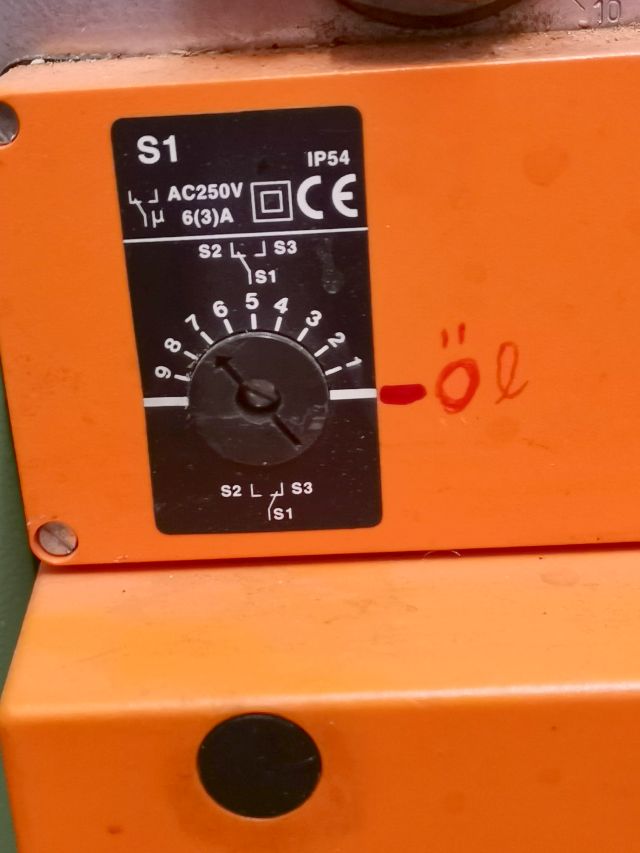 10
S1
IP54
AC250V
µ 6(3)A
CE
S2 S3
S1
9 8 7 6 5 4 3 2 1
Öl
S2 S3
S1